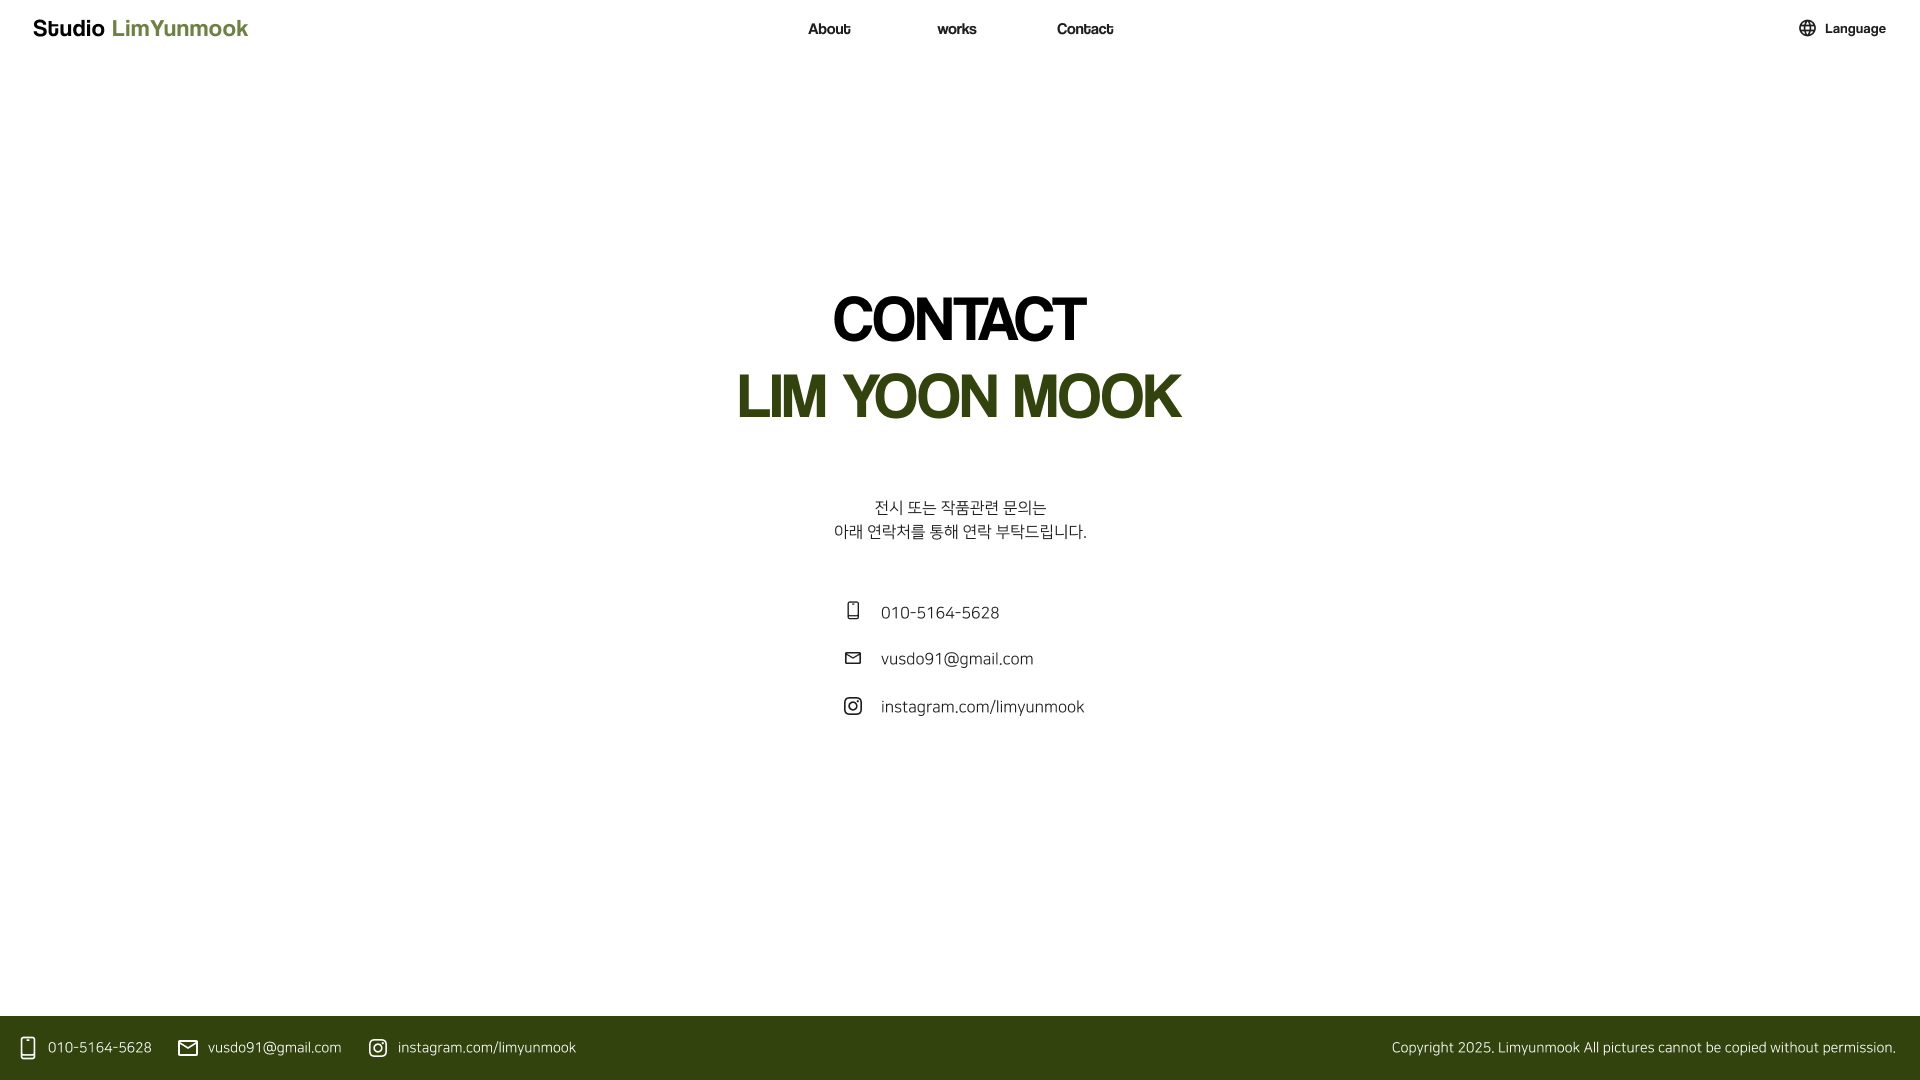 Studio LimYunmook
About
works
Contact
Language
CONTACT
LIM YOON MOOK
전시 또는 작품관련 문의는
아래 연락처를 통해 연락 부탁드립니다.
010-5164-5628
vusdo91@gmail.com
instagram.com/limyunmook
010-5164-5628
vusdo91@gmail.com
instagram.com/limyunmook
Copyright 2025. Limyunmook All pictures cannot be copied without permission.